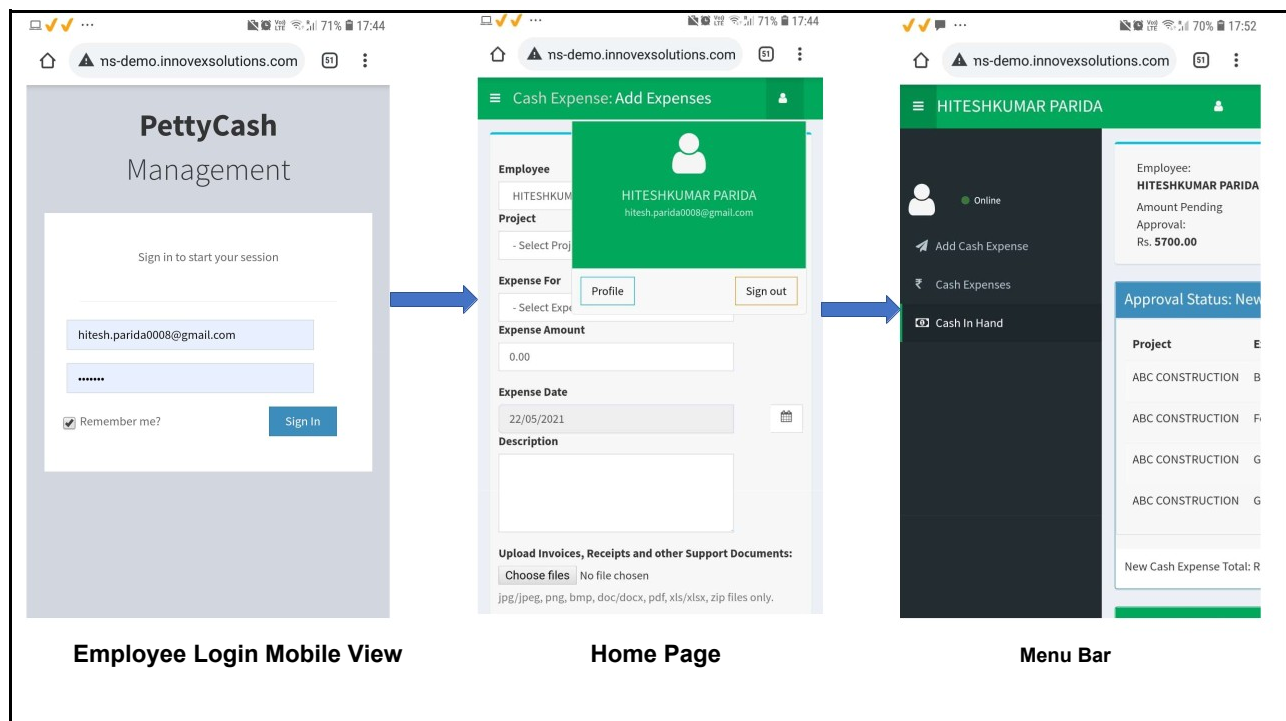 71% 17:44
ns-demo.innovexsolutions.com 51
PettyCash
Management
Sign in to start your session
hitesh.parida0008@gmail.com
•••••••
Remember me?
Sign In
Employee Login Mobile View
71% 17:44
ns-demo.innovexsolutions.com 51
Cash Expense: Add Expenses
HITESHKUMAR PARIDA
hitesh.parida0008@gmail.com
Profile
Sign out
Employee
HITESHKUM
Project
- Select Proj
Expense For
- Select Expe
Expense Amount
0.00
Expense Date
22/05/2021
Description
Upload Invoices, Receipts and other Support Documents:
Choose files No file chosen
jpg/jpeg, png, bmp, doc/docx, pdf, xls/xlsx, zip files only.
Home Page
70% 17:52
ns-demo.innovexsolutions.com 51
HITESHKUMAR PARIDA
Online
Add Cash Expense
₹ Cash Expenses
Cash In Hand
Employee:
HITESHKUMAR PARIDA
Amount Pending
Approval:
Rs. 5700.00
Approval Status: New
Project E
ABC CONSTRUCTION B
ABC CONSTRUCTION F
ABC CONSTRUCTION G
ABC CONSTRUCTION G
New Cash Expense Total: R
Menu Bar